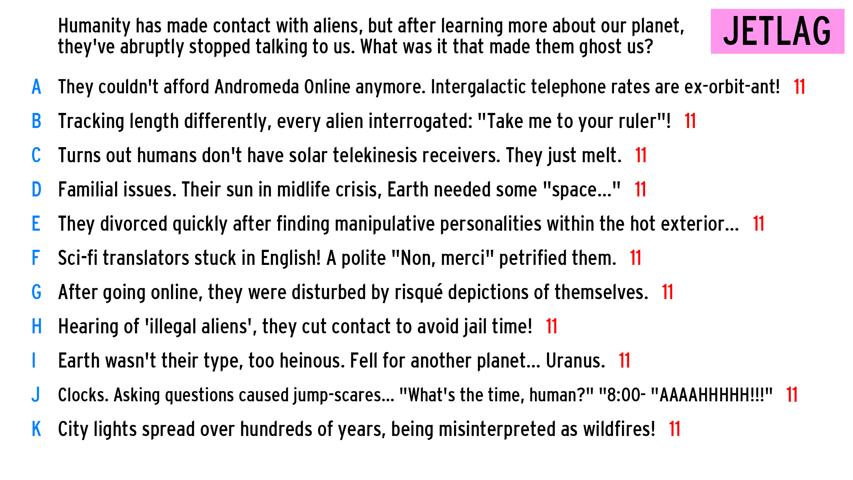 Humanity has made contact with aliens, but after learning more about our planet,
they've abruptly stopped talking to us. What was it that made them ghost us?
JETLAG
A They couldn't afford Andromeda Online anymore. Intergalactic telephone rates are ex-orbit-ant! 11
B Tracking length differently, every alien interrogated: "Take me to your ruler"! 11
C Turns out humans don't have solar telekinesis receivers. They just melt. 11
D Familial issues. Their sun in midlife crisis, Earth needed some "space..." 11
E They divorced quickly after finding manipulative personalities within the hot exterior... 11
F Sci-fi translators stuck in English! A polite "Non, merci" petrified them. 11
G After going online, they were disturbed by risqué depictions of themselves. 11
H Hearing of 'illegal aliens', they cut contact to avoid jail time! 11
I Earth wasn't their type, too heinous. Fell for another planet... Uranus. 11
J Clocks. Asking questions caused jump-scares... "What's the time, human?" "8:00- "AAAAHHHHH!!!" 11
K City lights spread over hundreds of years, being misinterpreted as wildfires! 11